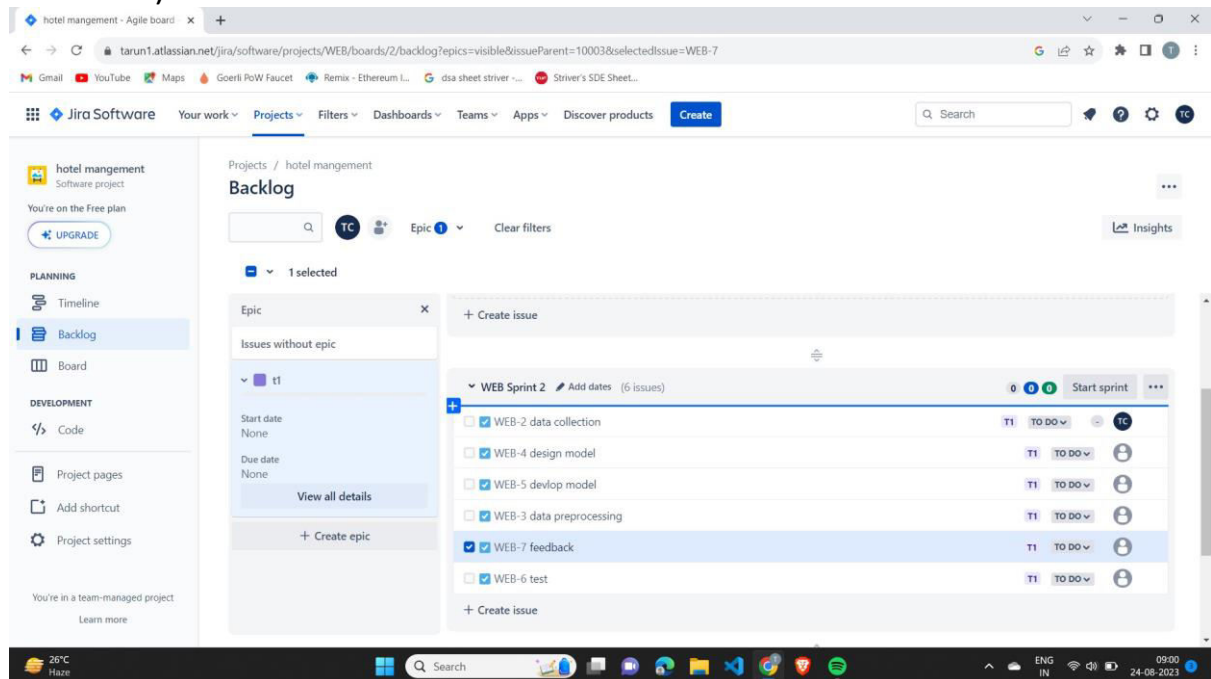 hotel mangement - Agile board
tarun1.atlassian.net/jira/software/projects/WEB/boards/2/backlog?epics=visible&issueParent=10003&selectedIssue=WEB-7
Gmail YouTube Maps Goerli PoW Faucet Remix - Ethereum I... dsa sheet striver -... Striver's SDE Sheet...
Jira Software Your work Projects Filters Dashboards Teams Apps Discover products Create Search TC
hotel mangement
Software project
You're on the Free plan
UPGRADE
PLANNING
Timeline
Backlog
Board
DEVELOPMENT
Code
Project pages
Add shortcut
Project settings
You're in a team-managed project
Learn more
Projects / hotel mangement
Backlog
TC Epic 1 Clear filters Insights
1 selected
Epic
Issues without epic
t1
Start date
None
Due date
None
View all details
+ Create epic
+ Create issue
WEB Sprint 2 Add dates (6 issues) 0 0 0 Start sprint
WEB-2 data collection T1 TO DO - TC
WEB-4 design model T1 TO DO
WEB-5 devlop model T1 TO DO
WEB-3 data preprocessing T1 TO DO
WEB-7 feedback T1 TO DO
WEB-6 test T1 TO DO
+ Create issue
26°C
Haze
Search
ENG
IN
09:00
24-08-2023